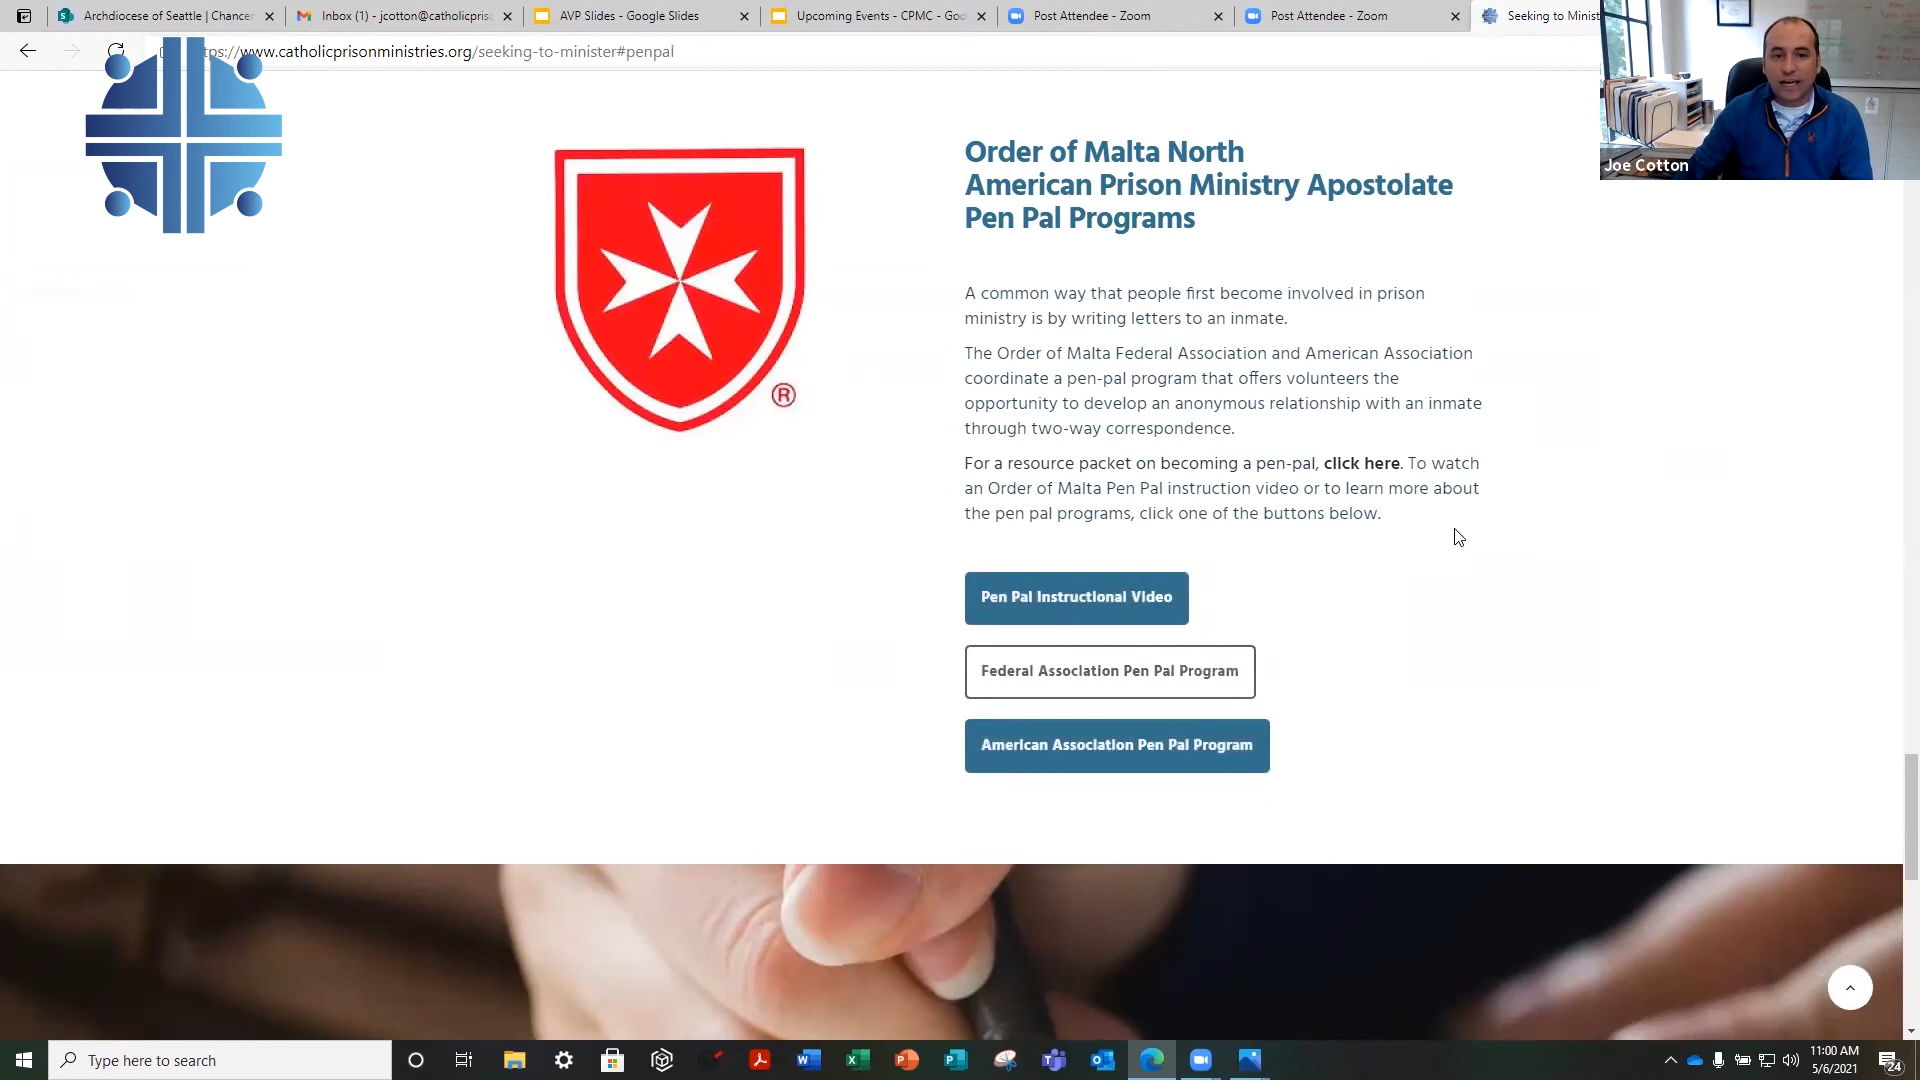 Archdiocese of Seattle | Chancer
Inbox (1) - jcotton@catholicpriso
AVP Slides - Google Slides
Upcoming Events - CPMC - Goo
Post Attendee - Zoom
Post Attendee - Zoom
Seeking to Minist
tps://www.catholicprisonministries.org/seeking-to-minister#penpal
Joe Cotton
Order of Malta North
American Prison Ministry Apostolate
Pen Pal Programs
A common way that people first become involved in prison
ministry is by writing letters to an inmate.
The Order of Malta Federal Association and American Association
coordinate a pen-pal program that offers volunteers the
opportunity to develop an anonymous relationship with an inmate
through two-way correspondence.
For a resource packet on becoming a pen-pal, click here. To watch
an Order of Malta Pen Pal instruction video or to learn more about
the pen pal programs, click one of the buttons below.
®
Pen Pal Instructional Video
Federal Association Pen Pal Program
American Association Pen Pal Program
Type here to search
11:00 AM
5/6/2021
24